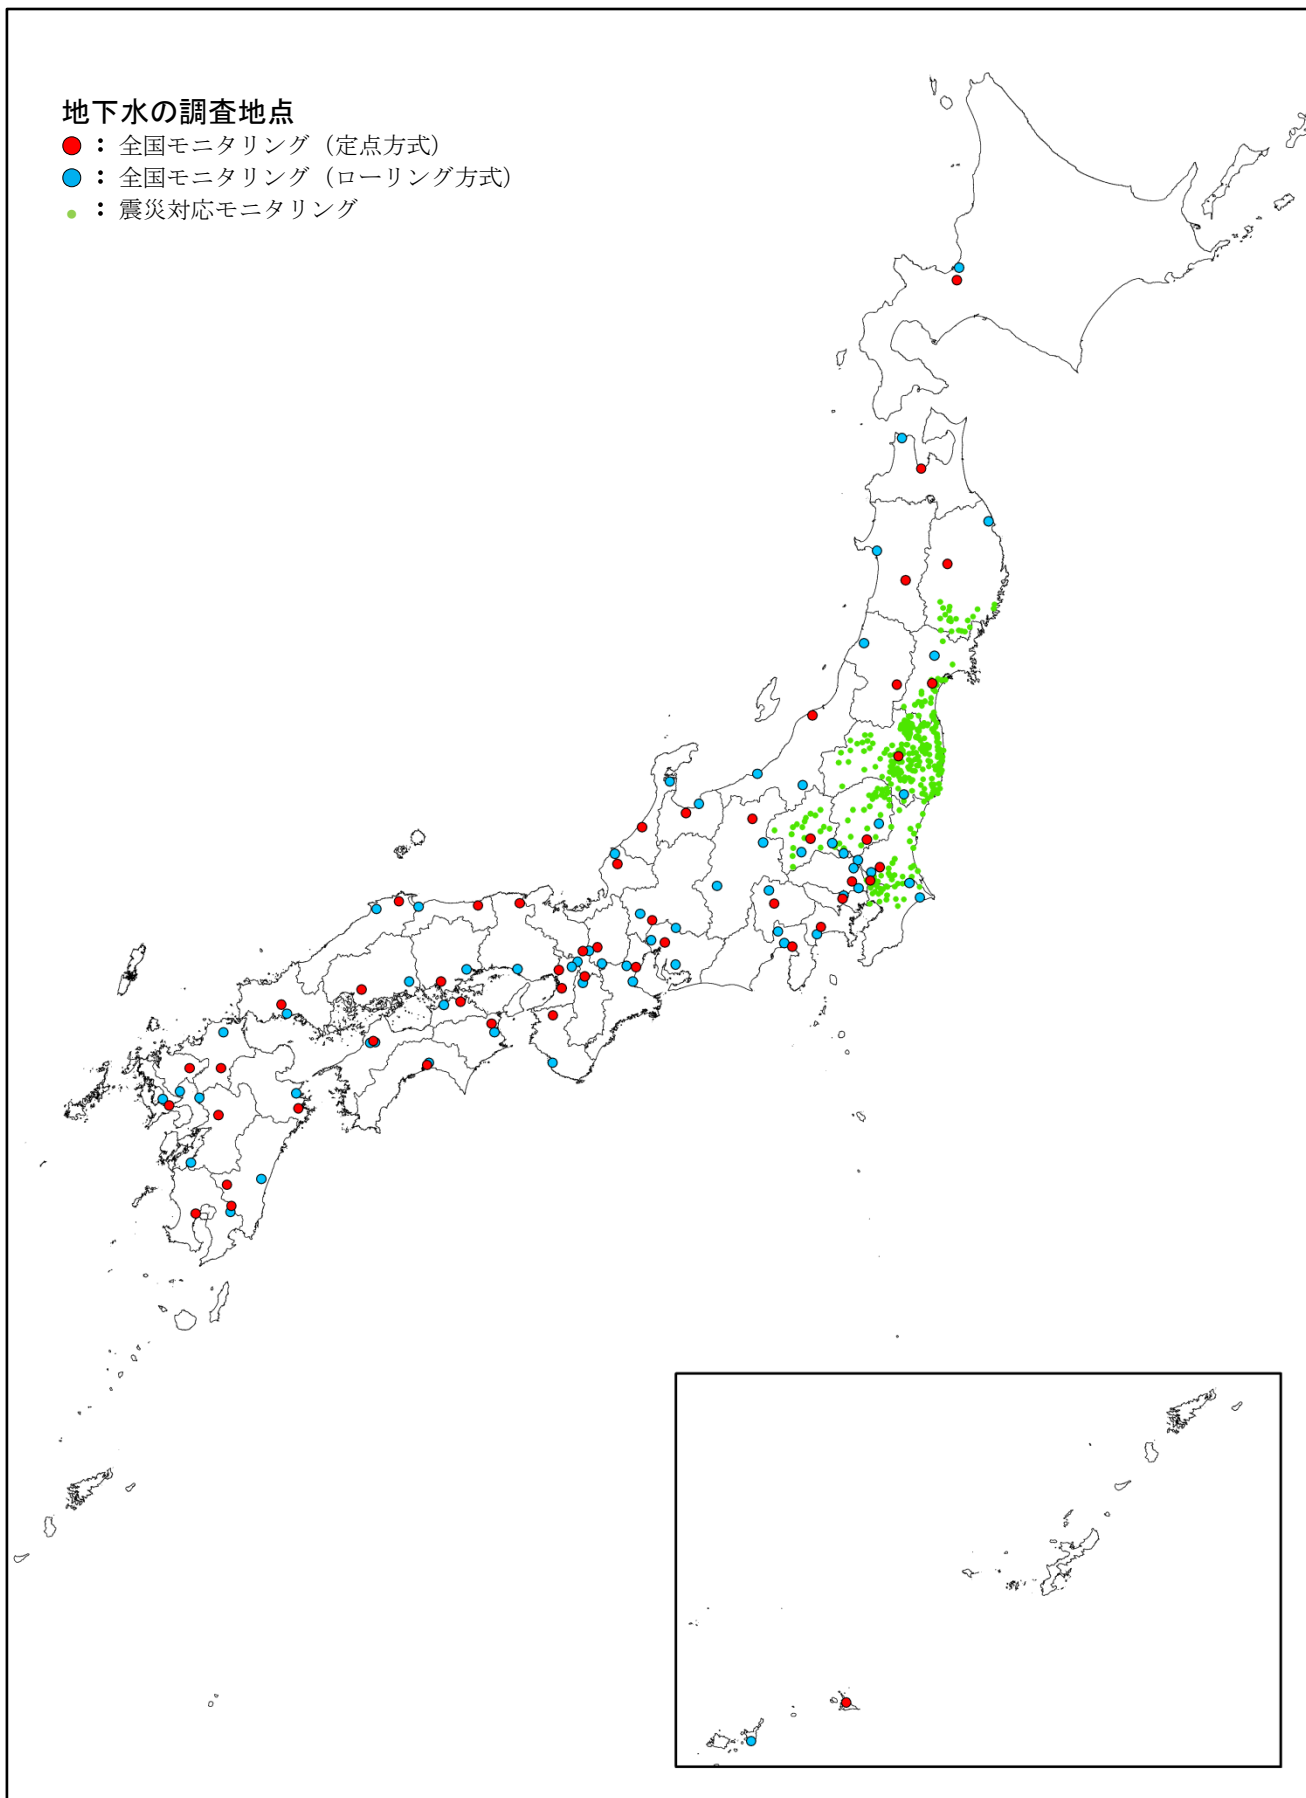 地下水の調査地点
：全国モニタリング（定点方式）
：全国モニタリング（ローリング方式）
：震災対応モニタリング